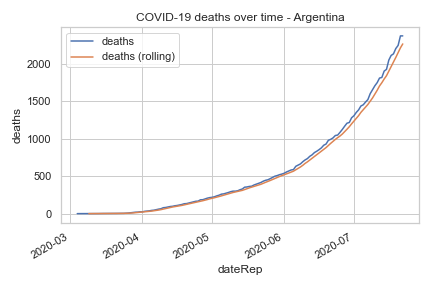 COVID-19 deaths over time - Argentina
deaths
deaths (rolling)
deaths
2000
1500
1000
500
0
2020-03
2020-04
2020-05
2020-06
2020-07
dateRep